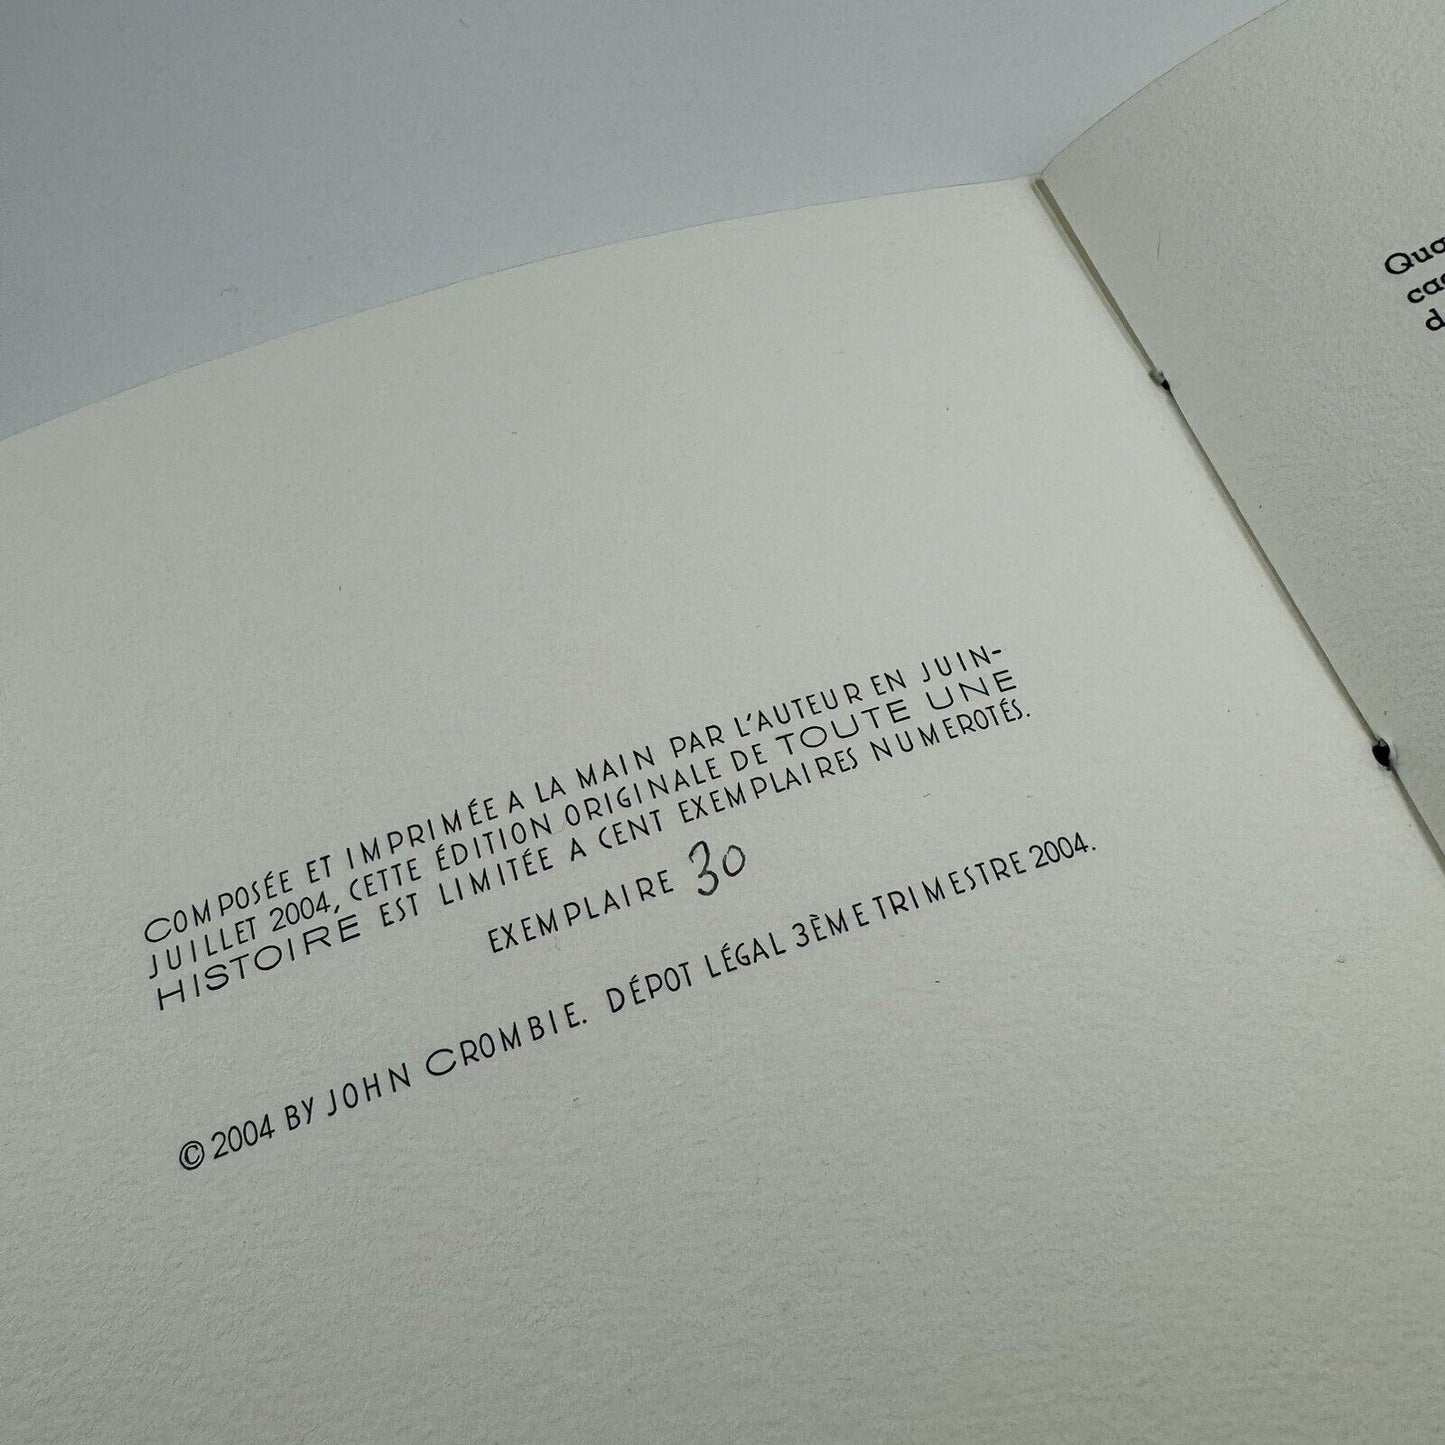 COMPOSÉE ET IMPRIMÉE A LA MAIN PAR L'AUTEUR EN JUIN-
JUILLET 2004, CETTE ÉDITION ORIGINALE DE TOUTE UNE
HISTOIRE EST LIMITÉE A CENT EXEMPLAIRES NUMEROTÉS.
EXEMPLAIRE 30
© 2004 BY JOHN CROMBIE. DÉPOT LÉGAL 3ÈME TRIMESTRE 2004.